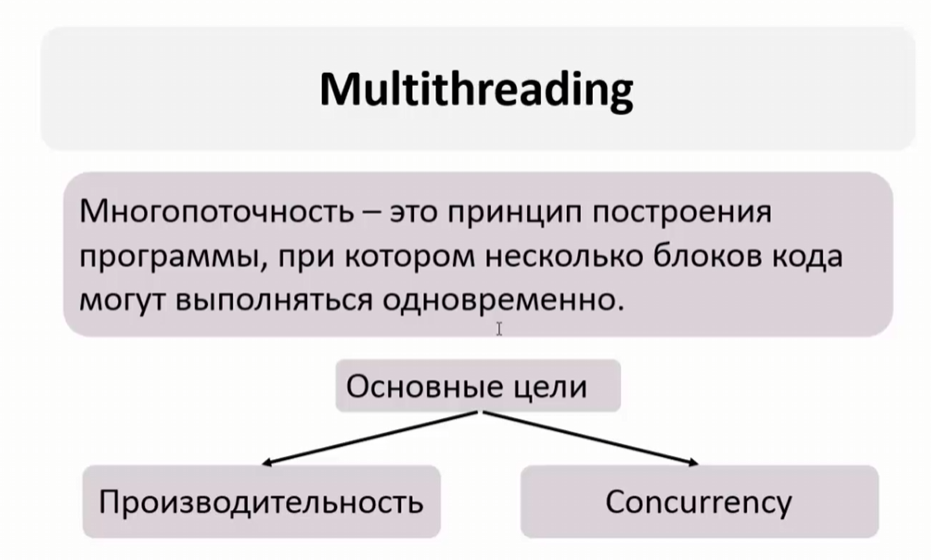 Multithreading
Многопоточность – это принцип построения
программы, при котором несколько блоков кода
могут выполняться одновременно.
Основные цели
Производительность
Concurrency